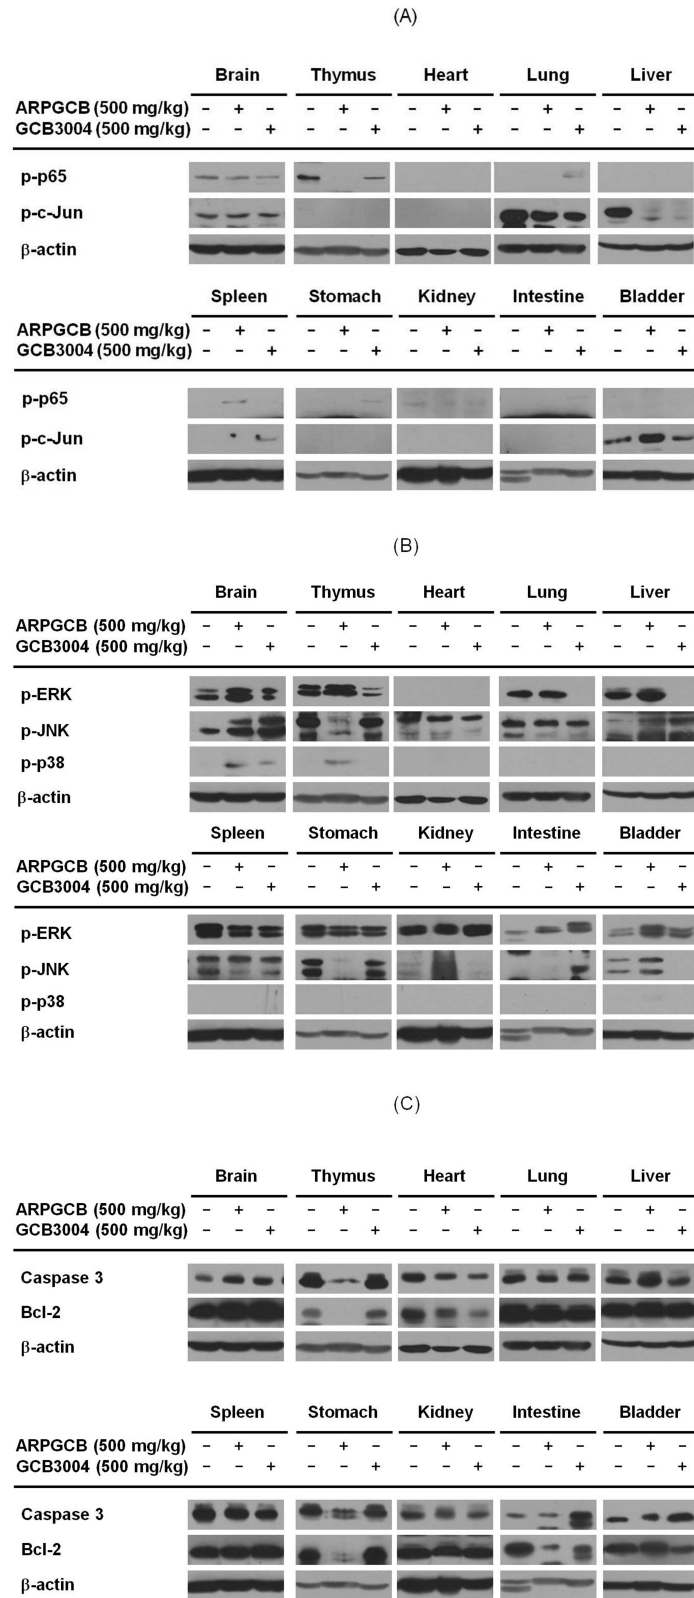 (A)
Brain Thymus Heart Lung Liver
ARPGCB (500 mg/kg) – + – – + – – + – – + – – + –
GCB3004 (500 mg/kg) – – + – – + – – + – – + – – +
p-p65
p-c-Jun
β-actin
Spleen Stomach Kidney Intestine Bladder
ARPGCB (500 mg/kg) – + – – + – – + – – + – – + –
GCB3004 (500 mg/kg) – – + – – + – – + – – + – – +
p-p65
p-c-Jun
β-actin
(B)
Brain Thymus Heart Lung Liver
ARPGCB (500 mg/kg) – + – – + – – + – – + – – + –
GCB3004 (500 mg/kg) – – + – – + – – + – – + – – +
p-ERK
p-JNK
p-p38
β-actin
Spleen Stomach Kidney Intestine Bladder
ARPGCB (500 mg/kg) – + – – + – – + – – + – – + –
GCB3004 (500 mg/kg) – – + – – + – – + – – + – – +
p-ERK
p-JNK
p-p38
β-actin
(C)
Brain Thymus Heart Lung Liver
ARPGCB (500 mg/kg) – + – – + – – + – – + – – + –
GCB3004 (500 mg/kg) – – + – – + – – + – – + – – +
Caspase 3
Bcl-2
β-actin
Spleen Stomach Kidney Intestine Bladder
ARPGCB (500 mg/kg) – + – – + – – + – – + – – + –
GCB3004 (500 mg/kg) – – + – – + – – + – – + – – +
Caspase 3
Bcl-2
β-actin